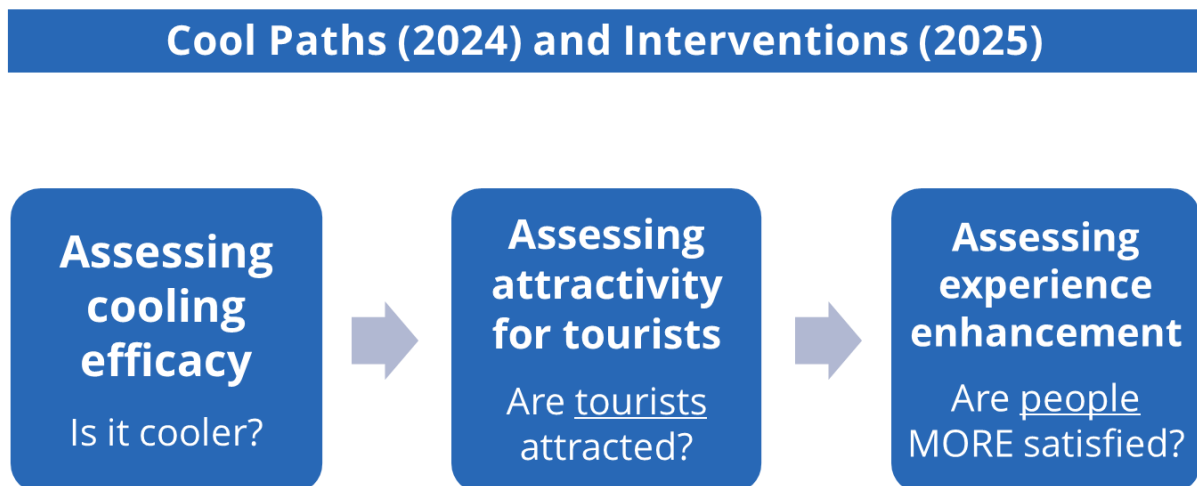 Cool Paths (2024) and Interventions (2025)
Assessing
cooling
efficacy
Is it cooler?
Assessing
attractivity
for tourists
Are tourists
attracted?
Assessing
experience
enhancement
Are people
MORE satisfied?